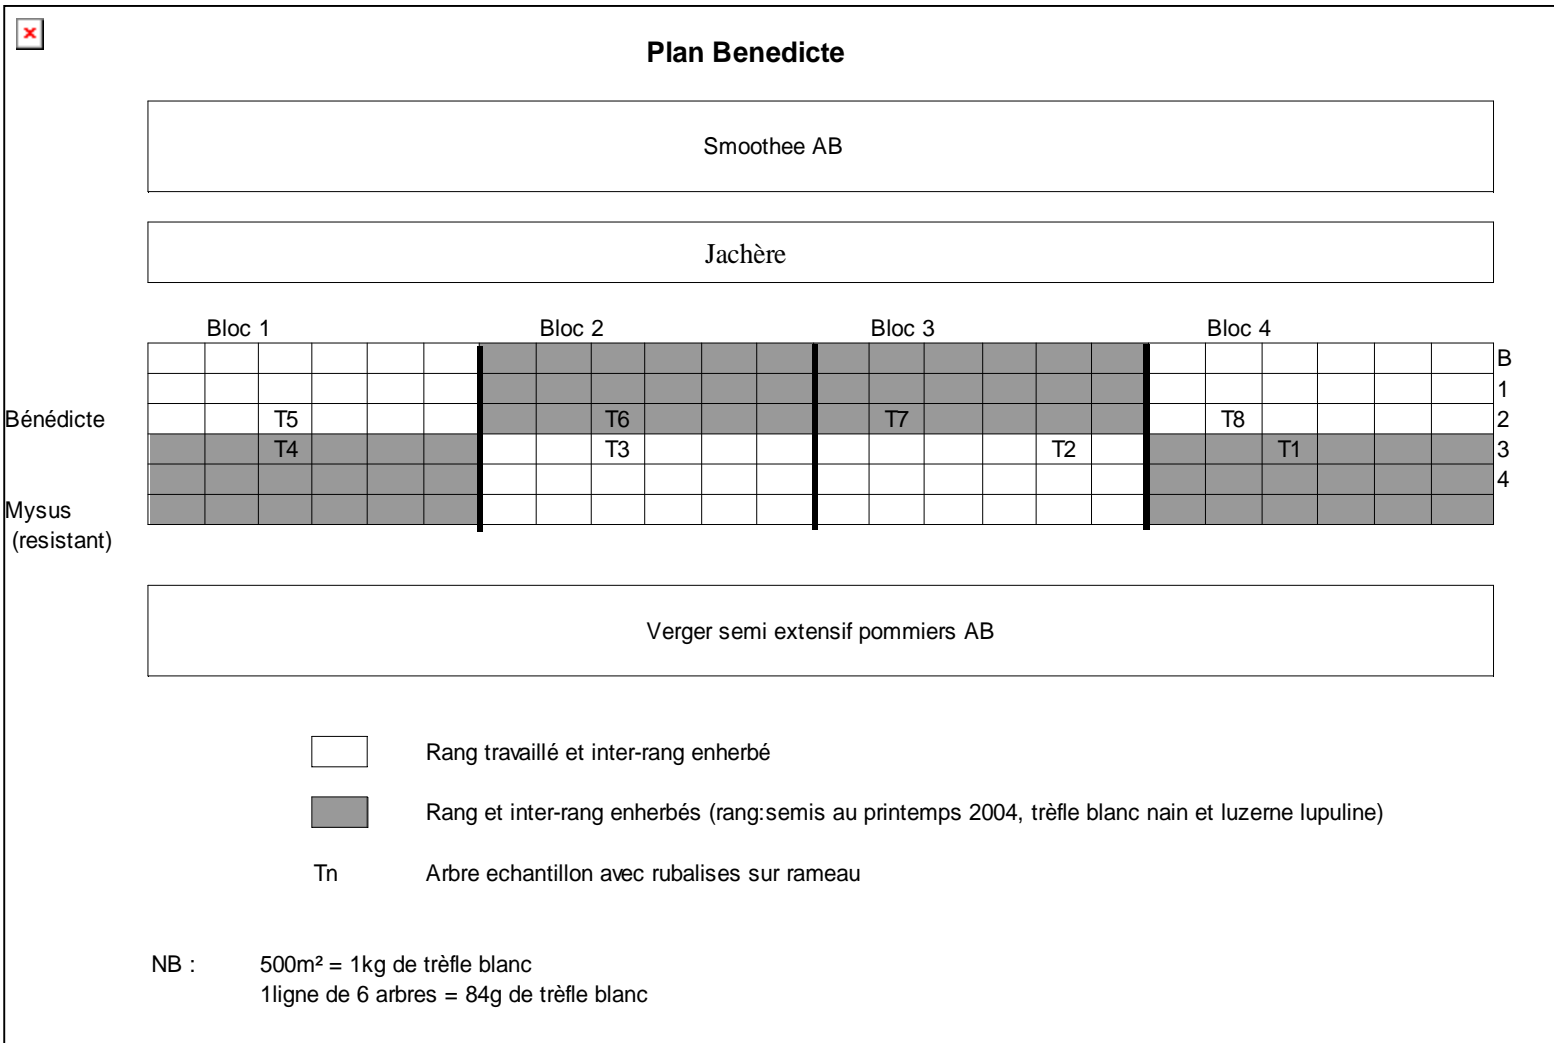 Plan Benedicte
Smoothee AB
Jachère
Bloc 1 Bloc 2 Bloc 3 Bloc 4
B
1
Bénédicte T5 T6 T7 T8 2
T4 T3 T2 T1 3
4
Mysus
(resistant)
Verger semi extensif pommiers AB
Rang travaillé et inter-rang enherbé
Rang et inter-rang enherbés (rang:semis au printemps 2004, trèfle blanc nain et luzerne lupuline)
Tn Arbre echantillon avec rubalises sur rameau
NB : 500m² = 1kg de trèfle blanc
1ligne de 6 arbres = 84g de trèfle blanc